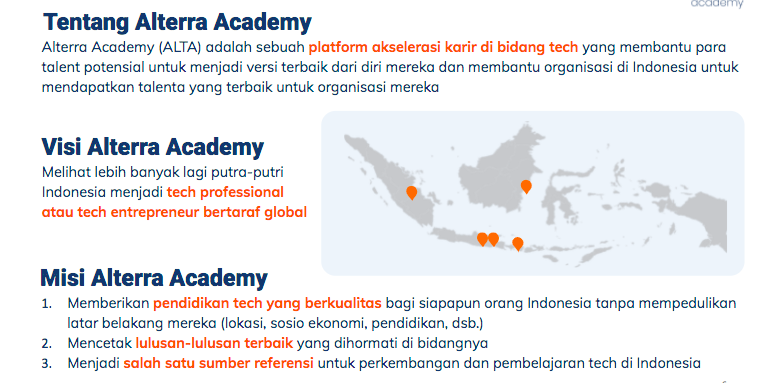 academy
Tentang Alterra Academy
Alterra Academy (ALTA) adalah sebuah platform akselerasi karir di bidang tech yang membantu para
talent potensial untuk menjadi versi terbaik dari diri mereka dan membantu organisasi di Indonesia untuk
mendapatkan talenta yang terbaik untuk organisasi mereka
Visi Alterra Academy
Melihat lebih banyak lagi putra-putri
Indonesia menjadi tech professional
atau tech entrepreneur bertaraf global
Misi Alterra Academy
1. Memberikan pendidikan tech yang berkualitas bagi siapapun orang Indonesia tanpa mempedulikan
latar belakang mereka (lokasi, sosio ekonomi, pendidikan, dsb.)
2. Mencetak lulusan-lulusan terbaik yang dihormati di bidangnya
3. Menjadi salah satu sumber referensi untuk perkembangan dan pembelajaran tech di Indonesia